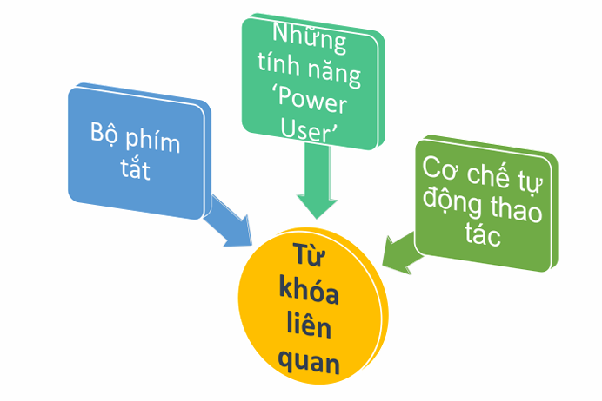 Bộ phím
tắt
Những
tính năng
‘Power
User’
Cơ chế tự
động thao
tác
Từ
khóa
liên
quan